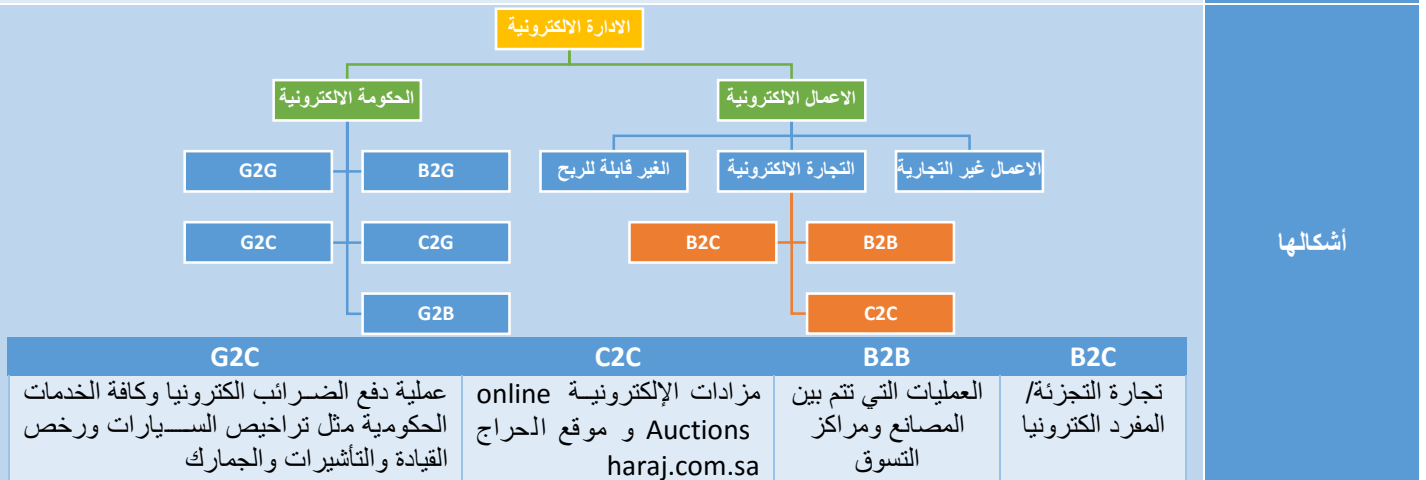 أشكالها
الادارة الالكترونية
الاعمال الالكترونية
الحكومة الالكترونية
الاعمال غير التجارية
التجارة الالكترونية
الغير قابلة للربح
B2G
G2G
B2B
B2C
C2G
G2C
C2C
G2B
B2C
تجارة التجزئة/
المفرد الكترونيا
B2B
العمليات التي تتم بين
المصانع ومراكز
التسوق
C2C
مزادات الإلكترونية online
Auctions و موقع الحراج
haraj.com.sa
G2C
عملية دفع الضرائب الكترونيا وكافة الخدمات
الحكومية مثل تراخيص السيارات ورخص
القيادة والتأشيرات والجمارك